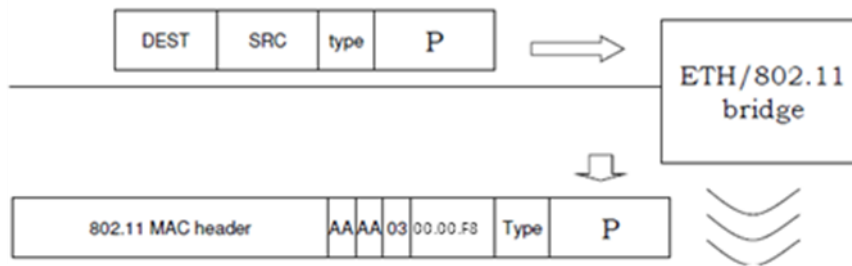 DEST SRC type P
ETH/802.11
bridge
802.11 MAC header AA AA 03 00.00.F8 Type P